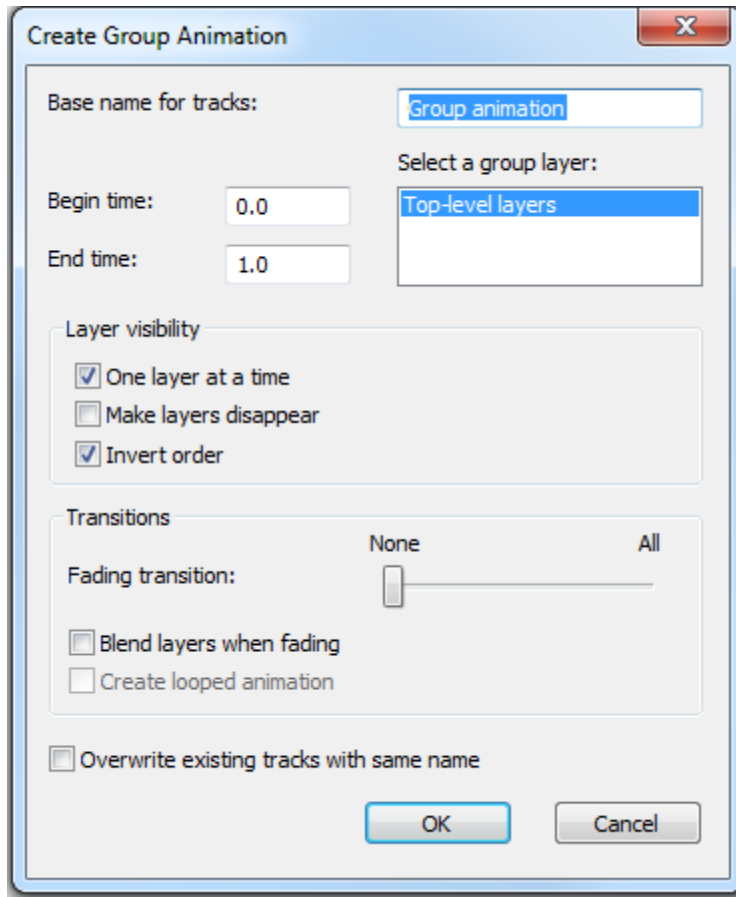 Create Group Animation
Base name for tracks:
Group animation
Select a group layer:
Top-level layers
Begin time:
0.0
End time:
1.0
Layer visibility
One layer at a time
Make layers disappear
Invert order
Transitions
None
All
Fading transition:
Blend layers when fading
Create looped animation
Overwrite existing tracks with same name
OK
Cancel